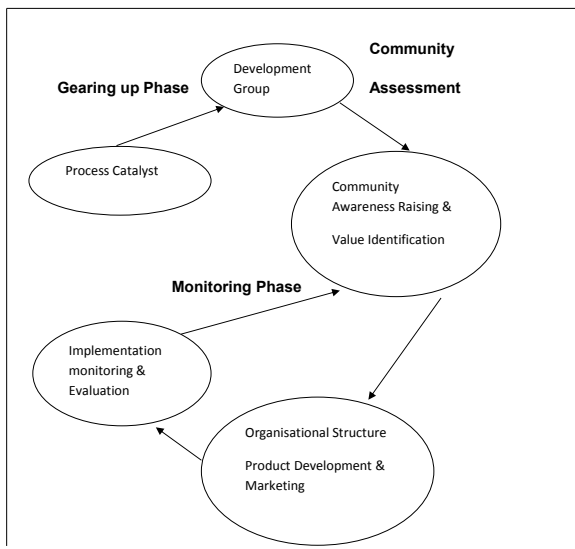 Community
Assessment
Development
Group
Gearing up Phase
Process Catalyst
Community
Awareness Raising &
Value Identification
Monitoring Phase
Implementation
monitoring &
Evaluation
Organisational Structure
Product Development &
Marketing